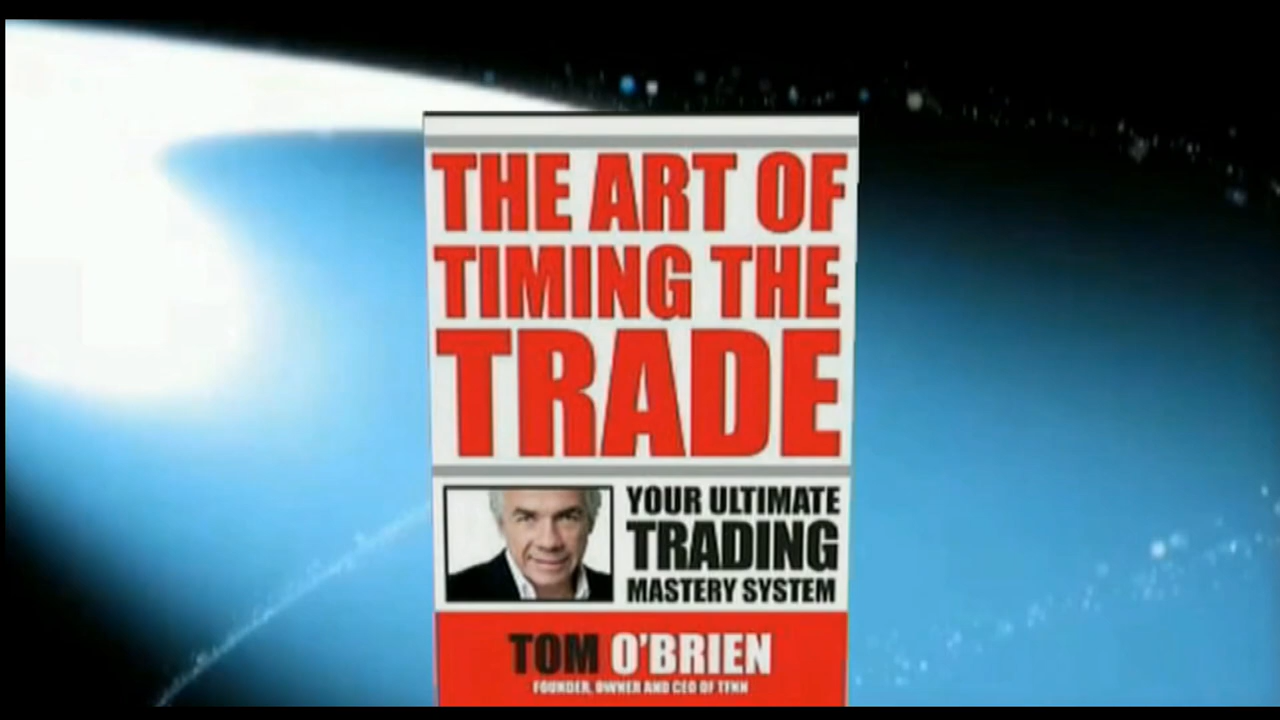 THE ART OF
TIMING THE
TRADE
YOUR ULTIMATE
TRADING
MASTERY SYSTEM
TOM O'BRIEN
FOUNDER, OWNER AND CEO OF TFNN